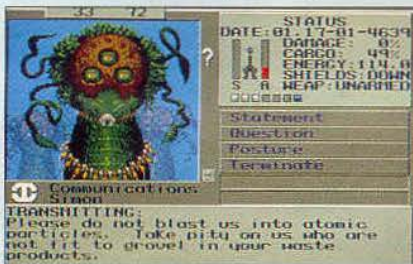 33 72
STATUS
DATE:01.17-01-4639
DAMAGE: 0%
CARGO: 49%
ENERGY:114.0
SHIELDS:DOWN
WEAP:UNARMED
S A
?
Statement
Question
Posture
Terminate
Communications
Simon
TRANSMITTING:
Please do not blast us into atomic
particles. Take pity on us who are
not fit to grovel in your waste
products.